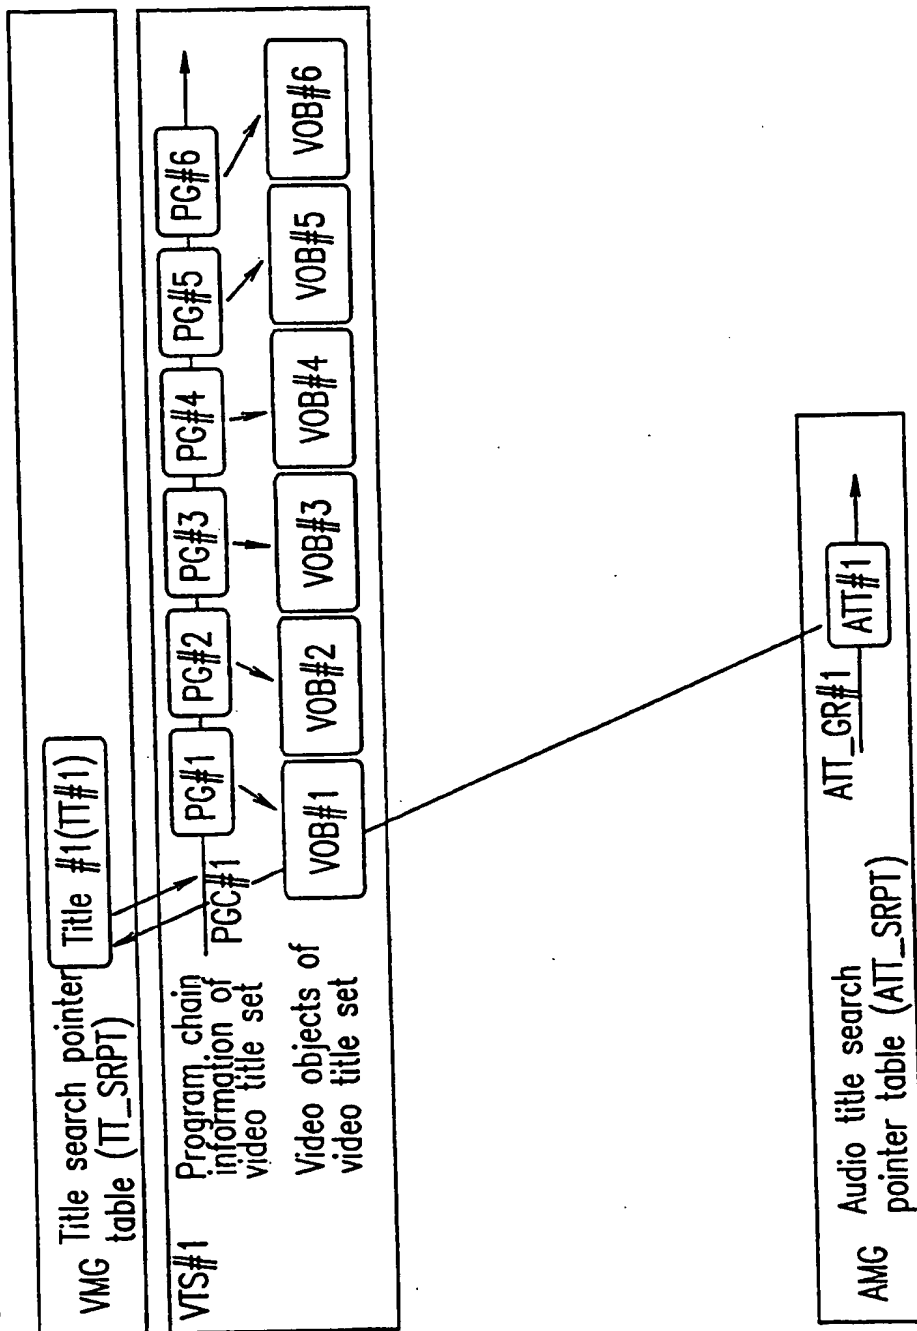 VMG
Title search pointer
table (TT_SRPT)
Title #1(TT#1)
VTS#1
Program chain
information of
video title set
PGC#1
PG#1
PG#2
PG#3
PG#4
PG#5
PG#6
Video objects of
video title set
VOB#1
VOB#2
VOB#3
VOB#4
VOB#5
VOB#6
AMG
Audio title search
pointer table (ATT_SRPT)
ATT_GR#1
ATT#1